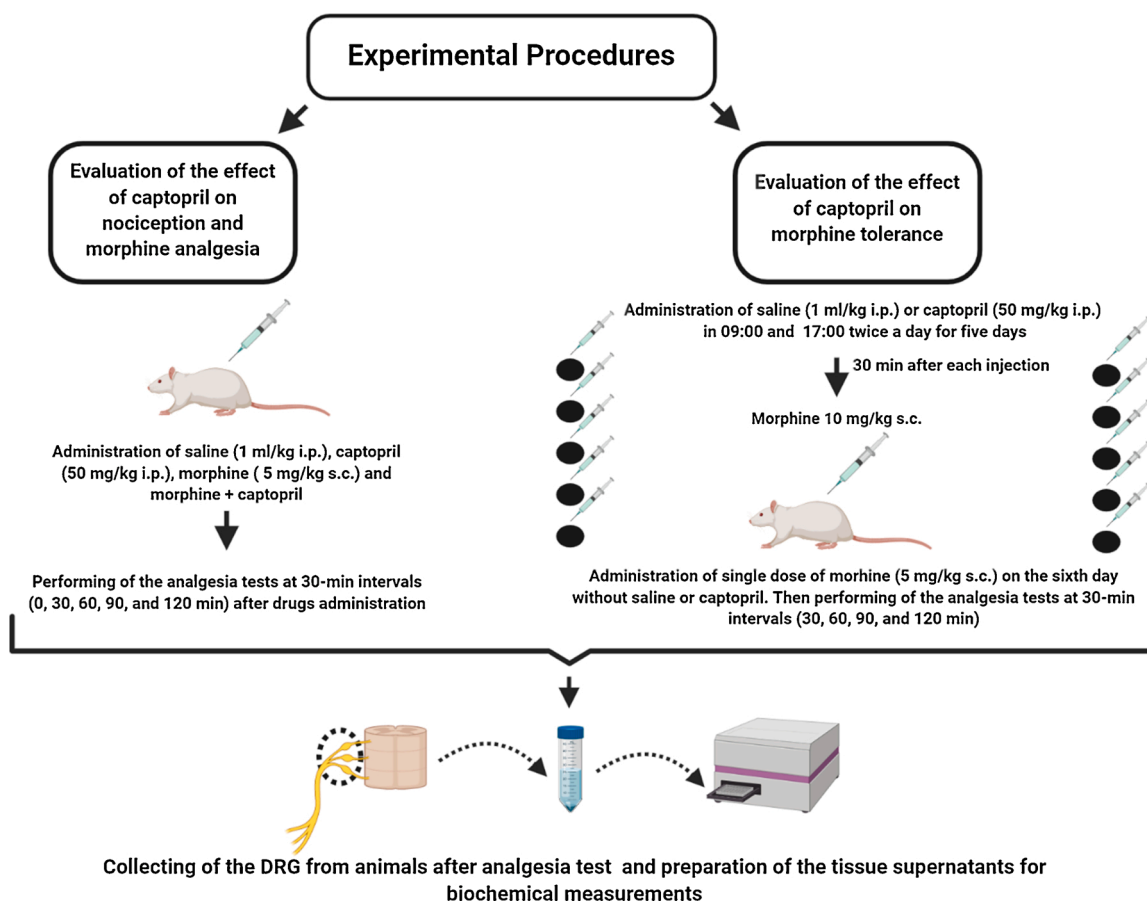 Experimental Procedures
Evaluation of the effect
of captopril on
nociception and
morphine analgesia
Administration of saline (1 ml/kg i.p.), captopril
(50 mg/kg i.p.), morphine ( 5 mg/kg s.c.) and
morphine + captopril
Performing of the analgesia tests at 30-min intervals
(0, 30, 60, 90, and 120 min) after drugs administration
Evaluation of the effect
of captopril on
morphine tolerance
Administration of saline (1 ml/kg i.p.) or captopril (50 mg/kg i.p.)
in 09:00 and 17:00 twice a day for five days
30 min after each injection
Morphine 10 mg/kg s.c.
Administration of single dose of morhine (5 mg/kg s.c.) on the sixth day
without saline or captopril. Then performing of the analgesia tests at 30-min
intervals (30, 60, 90, and 120 min)
Collecting of the DRG from animals after analgesia test and preparation of the tissue supernatants for
biochemical measurements